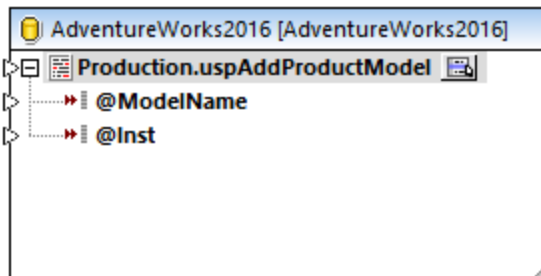 AdventureWorks2016 [AdventureWorks2016]
Production.uspAddProductModel
@ModelName
@Inst